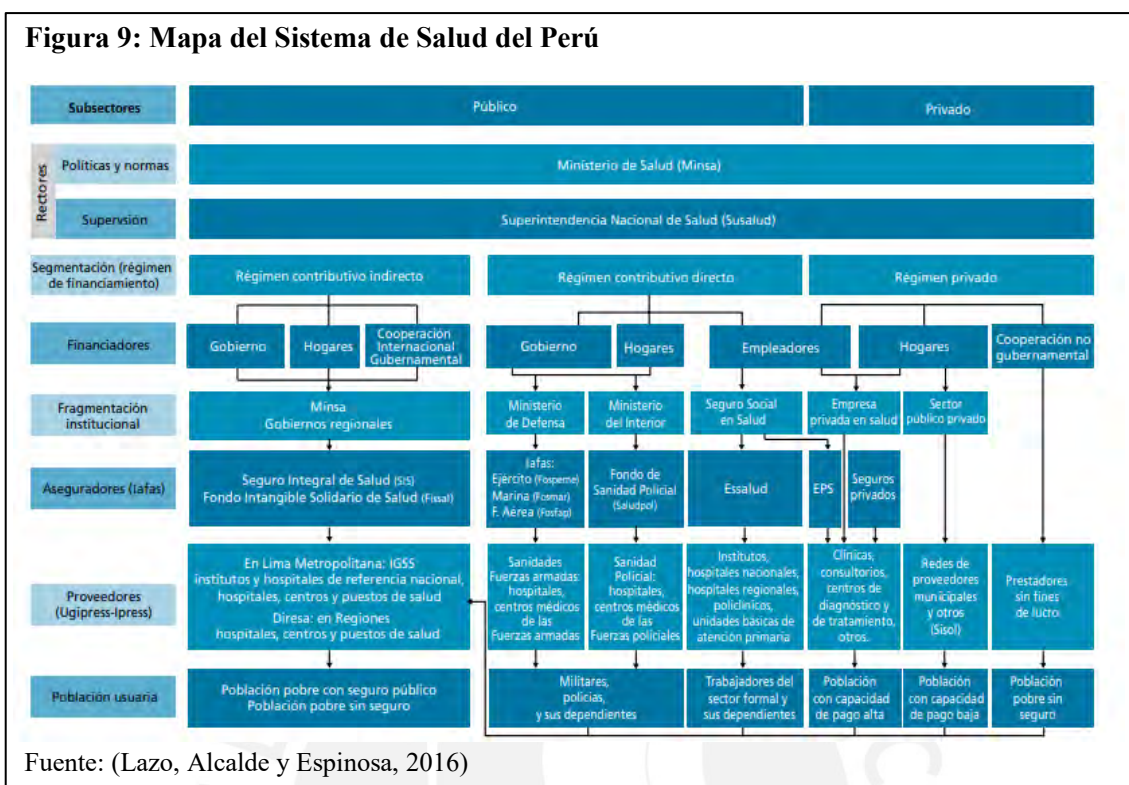 Figura 9: Mapa del Sistema de Salud del Perú
Subsectores
Público
Privado
Rectores
Políticas y normas
Ministerio de Salud (Minsa)
Supervsión
Superintendencia Nacional de Salud (Susalud)
Segmentación (régimen
de financiamiento)
Régimen contributivo indirecto
Régimen contributivo directo
Régimen privado
Financiadores
Gobierno
Hogares
Cooperación
Internacional
Gubernamental
Gobierno
Hogares
Empleadores
Hogares
Cooperación no
gubernamental
Fragmentación
institucional
Minsa
Gobiernos regionales
Ministerio
de Defensa
Ministerio
del Interior
Seguro Social
en Salud
Empresa
privada en salud
Sector
público privado
Aseguradores (Iafas)
Seguro Integral de Salud (SIS)
Fondo Intangible Solidario de Salud (Fissal)
Iafas:
Ejército (Fospeme)
Marina (Fosmar)
F. Aérea (Fosfap)
Fondo de
Sanidad Policial
(Saludpol)
Essalud
EPS
Seguros
privados
Proveedores
(Ugipress-Ipress)
En Lima Metropolitana: IGSS
institutos y hospitales de referencia nacional,
hospitales, centros y puestos de salud
Diresa: en Regiones
hospitales, centros y puestos de salud
Sanidades
Fuerzas armadas:
hospitales,
centros médicos
de las
Fuerzas armadas
Sanidad
Policial:
hospitales,
centros médicos
de las
Fuerzas policiales
Institutos,
hospitales nacionales,
hospitales regionales,
policlínicos,
unidades básicas de
atención primaria
Clínicas,
consultorios,
centros de
diagnóstico y
de tratamiento,
otros.
Redes de
proveedores
municipales
y otros
(Sisol)
Prestadores
sin fines
de lucro
Población usuaria
Población pobre con seguro público
Población pobre sin seguro
Militares,
policías,
y sus dependientes
Trabajadores del
sector formal y
sus dependientes
Población
con capacidad
de pago alta
Población
con capacidad
de pago baja
Población
pobre sin
seguro
Fuente: (Lazo, Alcalde y Espinosa, 2016)